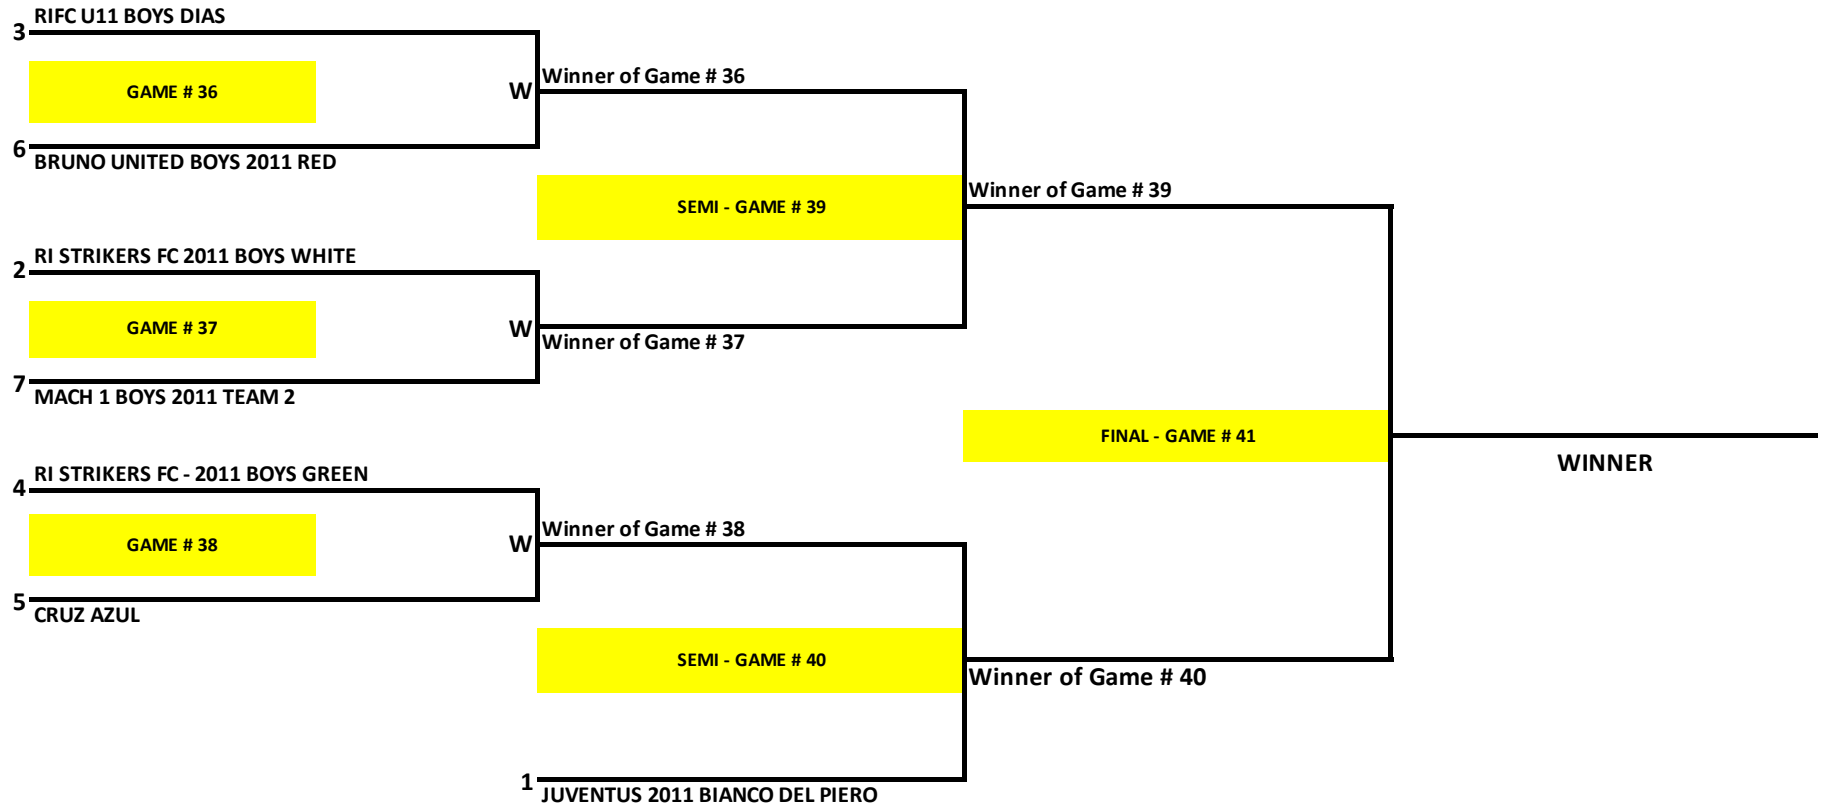 RIFC U11 BOYS DIAS
3
GAME # 36
W
Winner of Game # 36
6
BRUNO UNITED BOYS 2011 RED
SEMI - GAME # 39
Winner of Game # 39
RI STRIKERS FC 2011 BOYS WHITE
2
GAME # 37
W
Winner of Game # 37
7
MACH 1 BOYS 2011 TEAM 2
FINAL - GAME # 41
WINNER
RI STRIKERS FC - 2011 BOYS GREEN
4
GAME # 38
W
Winner of Game # 38
5
CRUZ AZUL
SEMI - GAME # 40
Winner of Game # 40
1
JUVENTUS 2011 BIANCO DEL PIERO